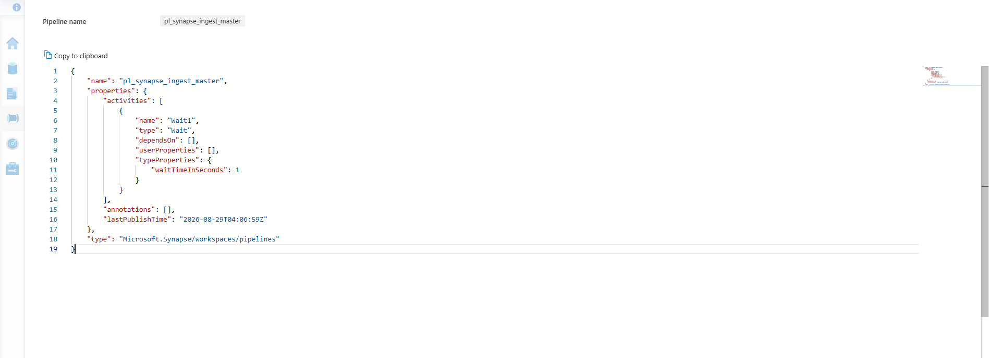 Pipeline name pl_synapse_ingest_master
Copy to clipboard
1 {
2     "name": "pl_synapse_ingest_master",
3     "properties": {
4         "activities": [
5             {
6                 "name": "Wait1",
7                 "type": "Wait",
8                 "dependsOn": [],
9                 "userProperties": [],
10                 "typeProperties": {
11                     "waitTimeInSeconds": 1
12                 }
13             }
14         ],
15         "annotations": [],
16         "lastPublishTime": "2026-08-29T04:06:59Z"
17     },
18     "type": "Microsoft.Synapse/workspaces/pipelines"
19 }